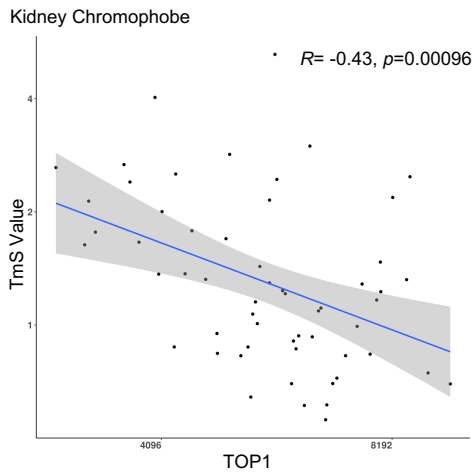 Kidney Chromophobe
R= -0.43, p=0.00096
4
2
1
TmS Value
4096
8192
TOP1